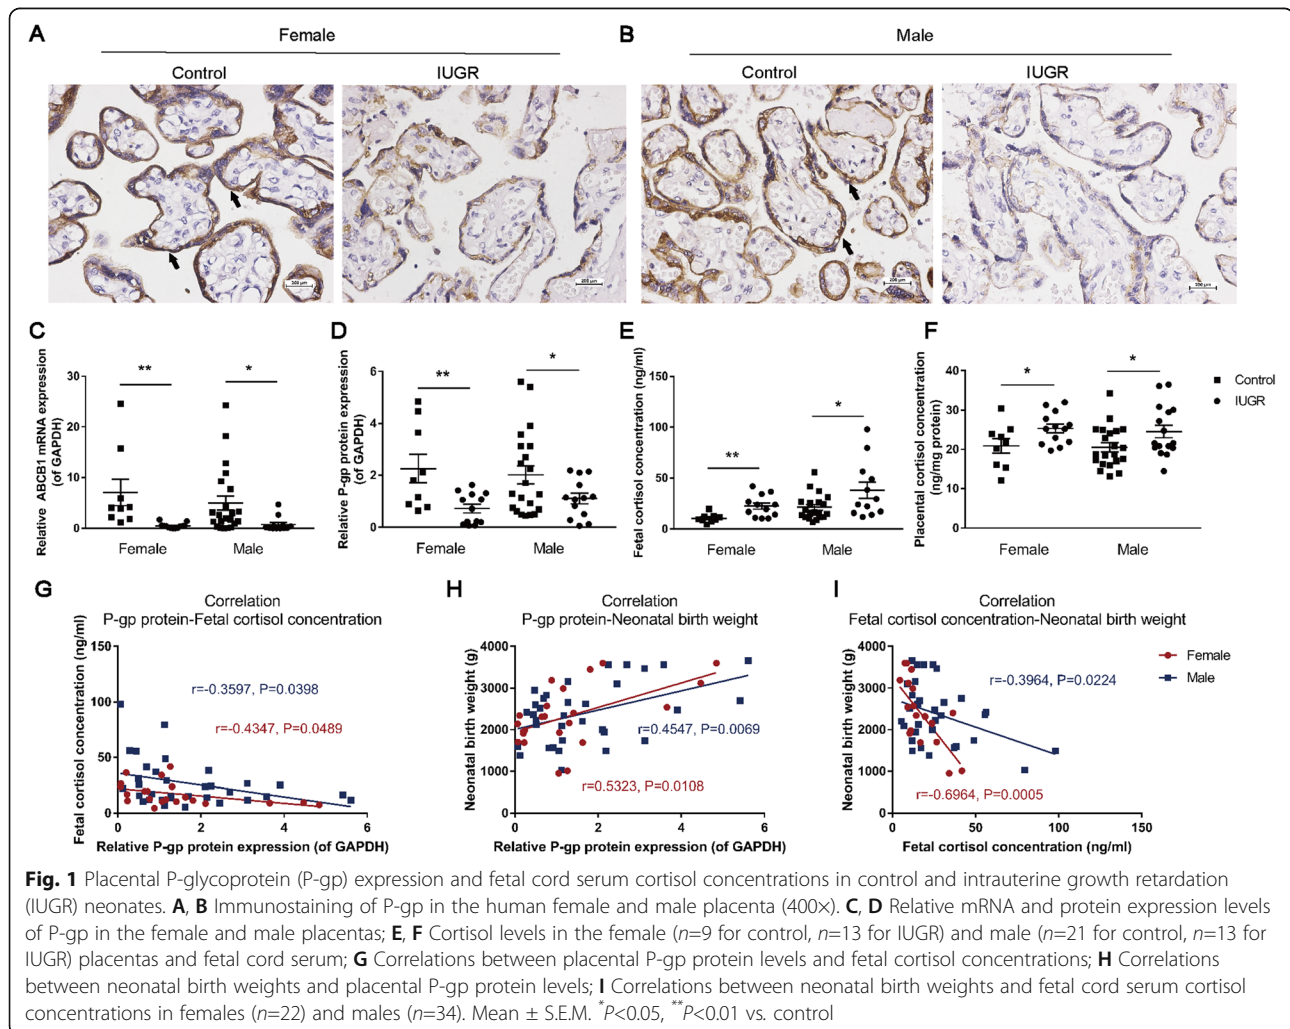 A
Female
B
Male
Control
IUGR
Control
IUGR
200 µm
200 µm
200 µm
200 µm
C
Relative ABCB1 mRNA expression
(of GAPDH)
30
20
10
0
**
*
Female
Male
D
Relative P-gp protein expression
(of GAPDH)
6
4
2
0
**
*
Female
Male
E
Fetal cortisol concentration (ng/ml)
150
100
50
0
**
*
Female
Male
F
Placental cortisol concentration
(ng/mg protein)
40
30
20
10
0
*
*
Female
Male
Control
IUGR
G
Correlation
P-gp protein-Fetal cortisol concentration
Fetal cortisol concentration (ng/ml)
150
100
50
0
r=-0.3597, P=0.0398
r=-0.4347, P=0.0489
0
2
4
6
Relative P-gp protein expression (of GAPDH)
H
Correlation
P-gp protein-Neonatal birth weight
Neonatal birth weight (g)
4000
3000
2000
1000
0
r=0.4547, P=0.0069
r=0.5323, P=0.0108
0
2
4
6
Relative P-gp protein expression (of GAPDH)
I
Correlation
Fetal cortisol concentration-Neonatal birth weight
Neonatal birth weight (g)
4000
3000
2000
1000
0
r=-0.3964, P=0.0224
r=-0.6964, P=0.0005
0
50
100
150
Fetal cortisol concentration (ng/ml)
Female
Male
Fig. 1 Placental P-glycoprotein (P-gp) expression and fetal cord serum cortisol concentrations in control and intrauterine growth retardation
(IUGR) neonates. A, B Immunostaining of P-gp in the human female and male placenta (400×). C, D Relative mRNA and protein expression levels
of P-gp in the female and male placentas; E, F Cortisol levels in the female (n=9 for control, n=13 for IUGR) and male (n=21 for control, n=13 for
IUGR) placentas and fetal cord serum; G Correlations between placental P-gp protein levels and fetal cortisol concentrations; H Correlations
between neonatal birth weights and placental P-gp protein levels; I Correlations between neonatal birth weights and fetal cord serum cortisol
concentrations in females (n=22) and males (n=34). Mean ± S.E.M. *P<0.05, **P<0.01 vs. control